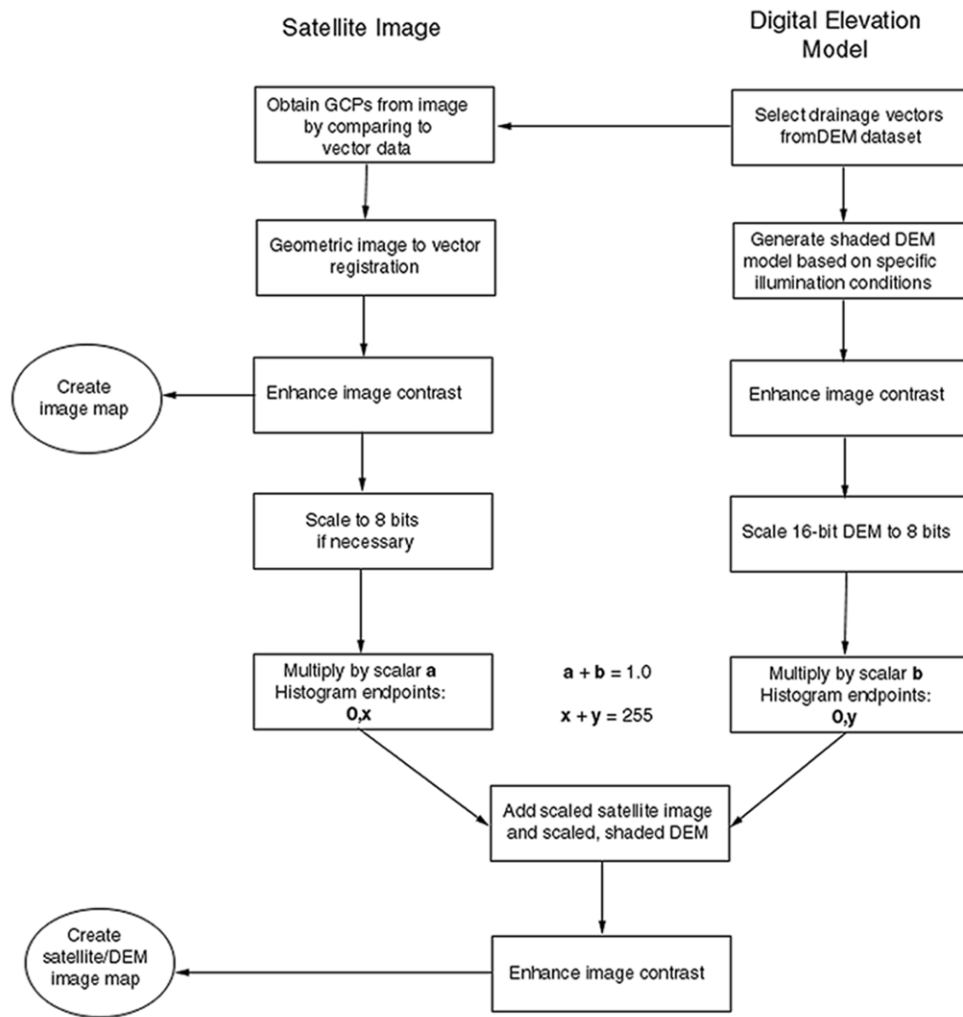 Satellite Image
Digital Elevation
Model
Obtain GCPs from image
by comparing to
vector data
Select drainage vectors
fromDEM dataset
Geometric image to vector
registration
Generate shaded DEM
model based on specific
illumination conditions
Create
image map
Enhance image contrast
Enhance image contrast
Scale to 8 bits
if necessary
Scale 16-bit DEM to 8 bits
Multiply by scalar a
Histogram endpoints:
0,x
a + b = 1.0
x + y = 255
Multiply by scalar b
Histogram endpoints:
0,y
Add scaled satellite image
and scaled, shaded DEM
Create
satellite/DEM
image map
Enhance image contrast